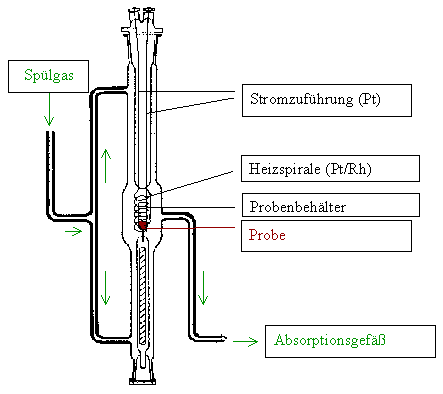 Spülgas
Stromzuführung (Pt)
Heizspirale (Pt/Rh)
Probenbehälter
Probe
Absorptionsgefäß